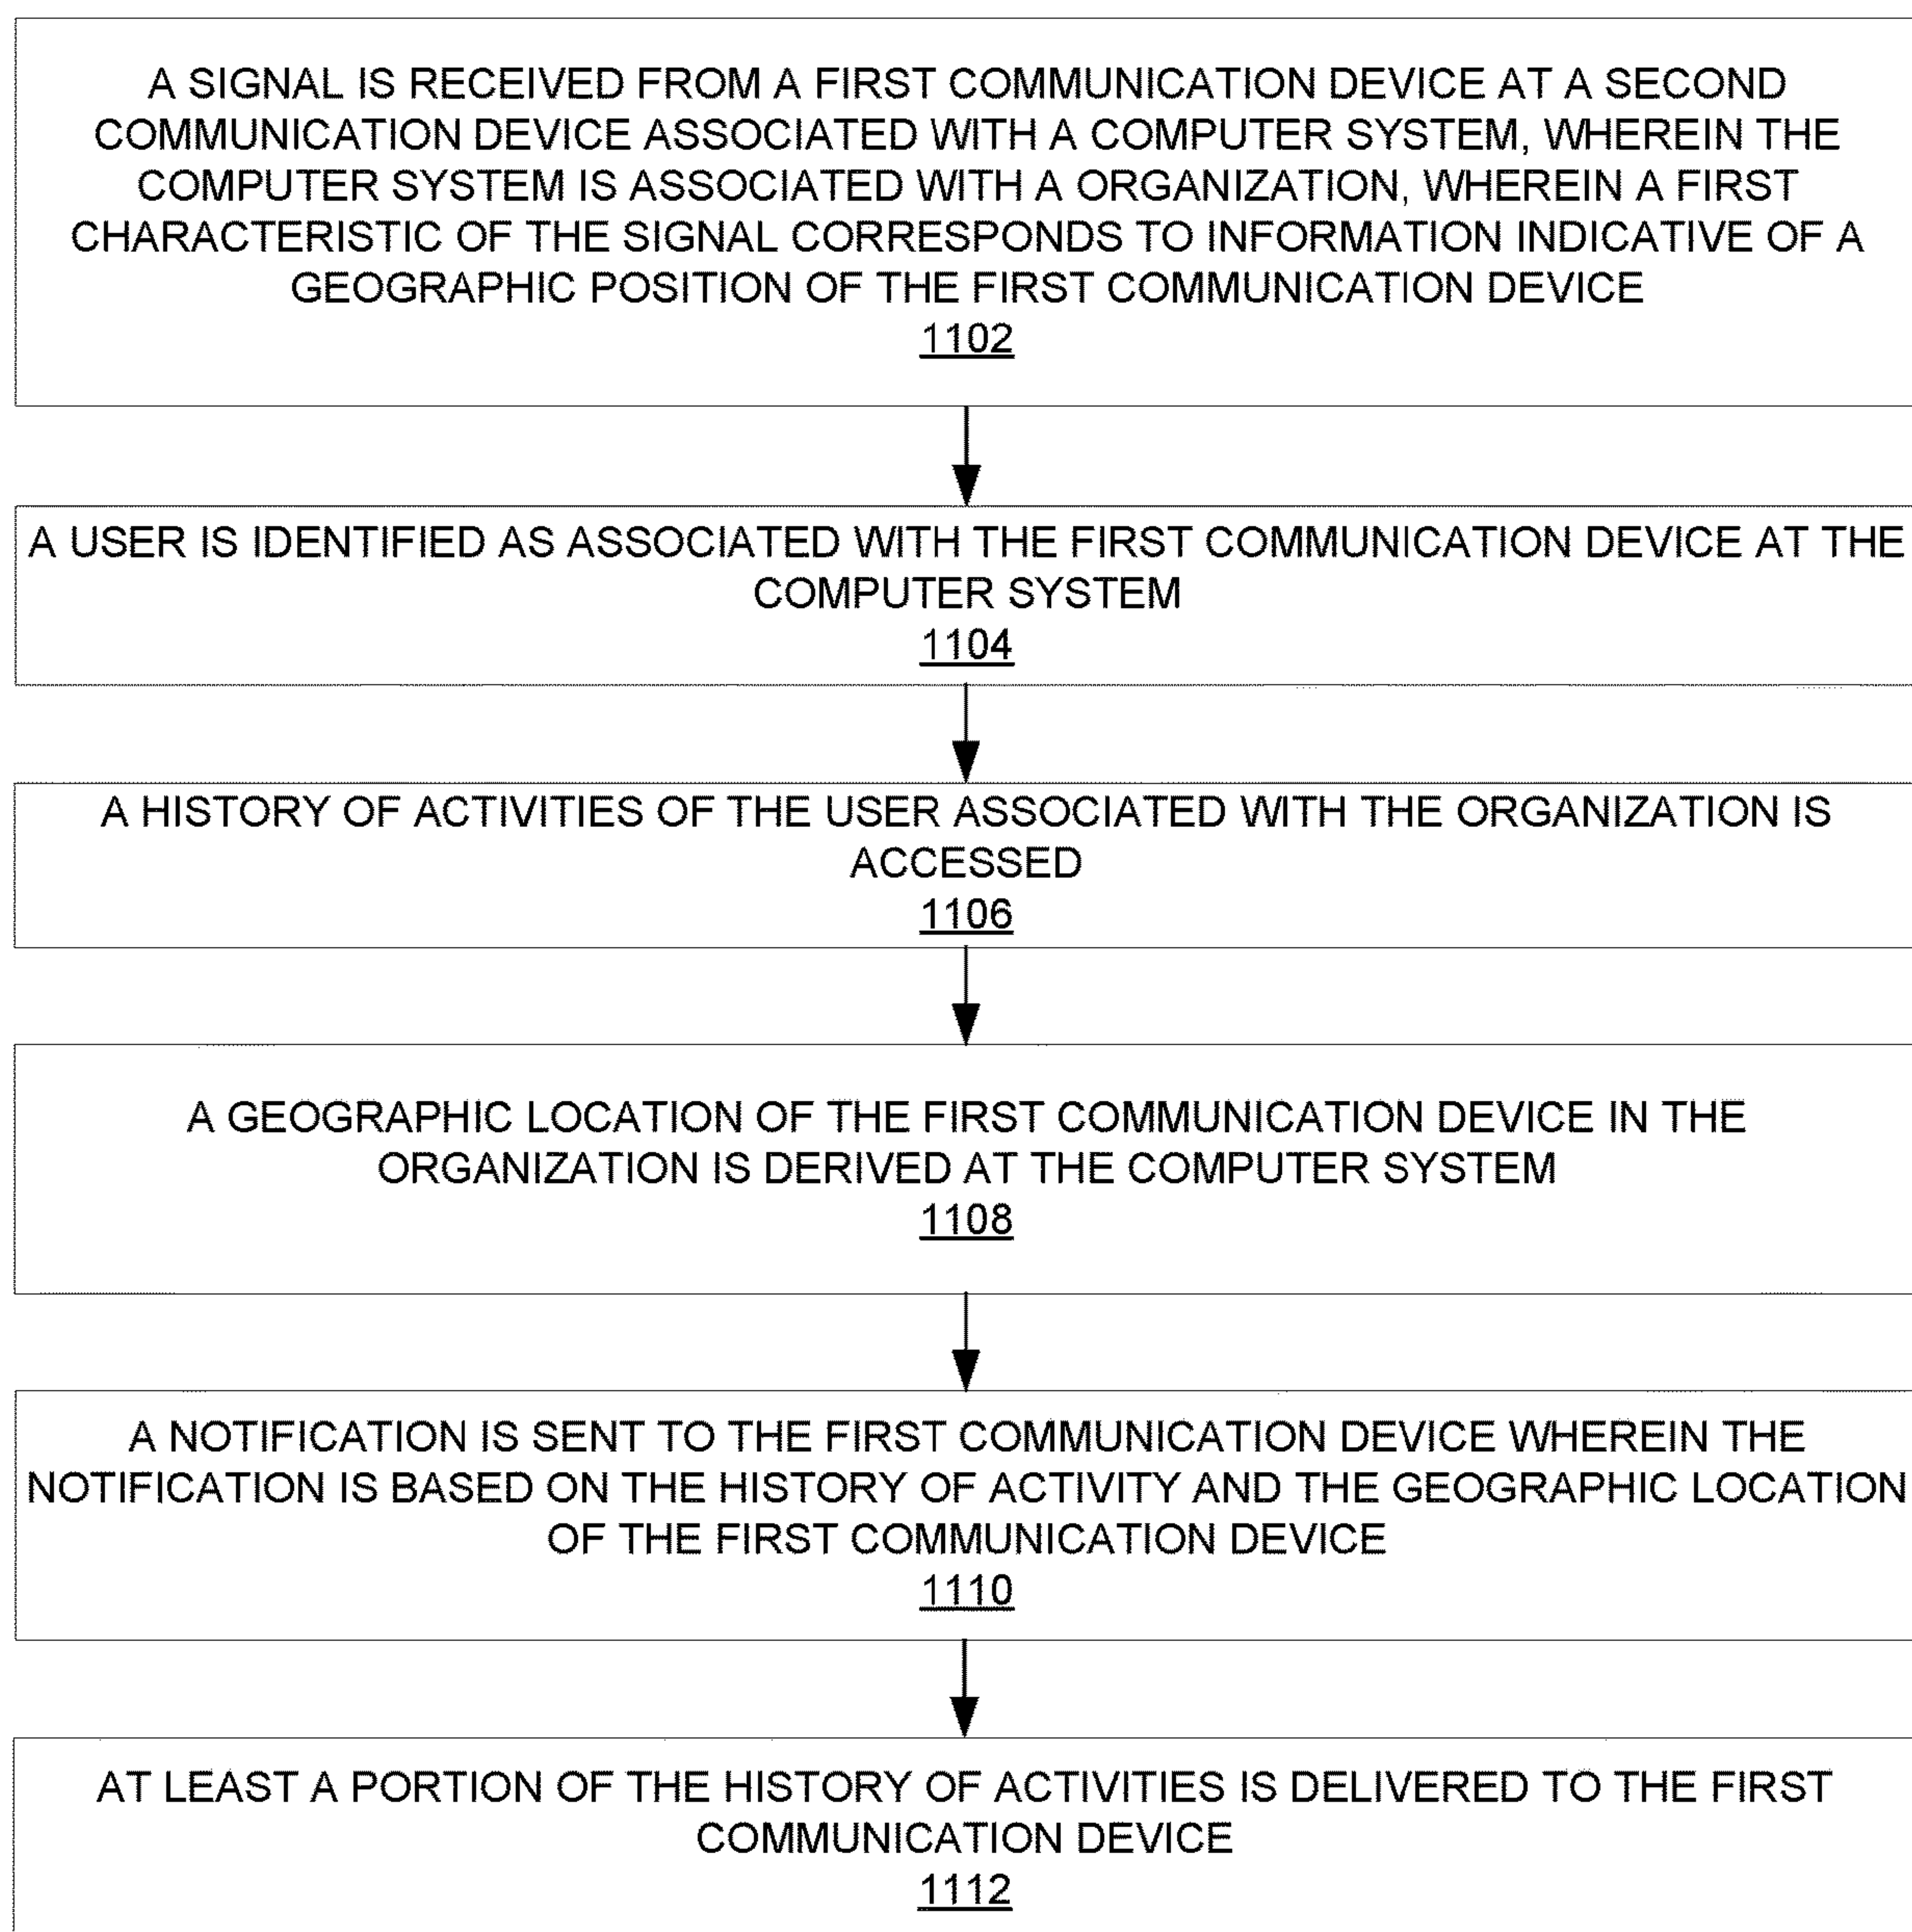 A SIGNAL IS RECEIVED FROM A FIRST COMMUNICATION DEVICE AT A SECOND
COMMUNICATION DEVICE ASSOCIATED WITH A COMPUTER SYSTEM, WHEREIN THE
COMPUTER SYSTEM IS ASSOCIATED WITH A ORGANIZATION, WHEREIN A FIRST
CHARACTERISTIC OF THE SIGNAL CORRESPONDS TO INFORMATION INDICATIVE OF A
GEOGRAPHIC POSITION OF THE FIRST COMMUNICATION DEVICE
1102
A USER IS IDENTIFIED AS ASSOCIATED WITH THE FIRST COMMUNICATION DEVICE AT THE
COMPUTER SYSTEM
1104
A HISTORY OF ACTIVITIES OF THE USER ASSOCIATED WITH THE ORGANIZATION IS
ACCESSED
1106
A GEOGRAPHIC LOCATION OF THE FIRST COMMUNICATION DEVICE IN THE
ORGANIZATION IS DERIVED AT THE COMPUTER SYSTEM
1108
A NOTIFICATION IS SENT TO THE FIRST COMMUNICATION DEVICE WHEREIN THE
NOTIFICATION IS BASED ON THE HISTORY OF ACTIVITY AND THE GEOGRAPHIC LOCATION
OF THE FIRST COMMUNICATION DEVICE
1110
AT LEAST A PORTION OF THE HISTORY OF ACTIVITIES IS DELIVERED TO THE FIRST
COMMUNICATION DEVICE
1112